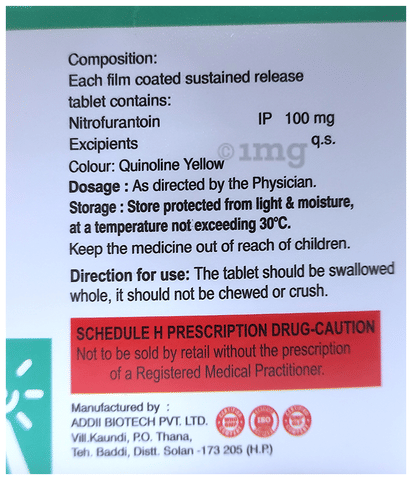 Composition:
Each film coated sustained release
tablet contains:
Nitrofurantoin IP 100 mg
Excipients q.s.
©1mg
Colour: Quinoline Yellow
Dosage : As directed by the Physician.
Storage : Store protected from light & moisture,
at a temperature not exceeding 30°C.
Keep the medicine out of reach of children.
Direction for use: The tablet should be swallowed
whole, it should not be chewed or crush.
SCHEDULE H PRESCRIPTION DRUG-CAUTION
Not to be sold by retail without the prescription
of a Registered Medical Practitioner.
Manufactured by :
ADDII BIOTECH PVT. LTD.
Vill.Kaundi, P.O. Thana,
Teh. Baddi, Distt. Solan -173 205 (H.P.)
ISO